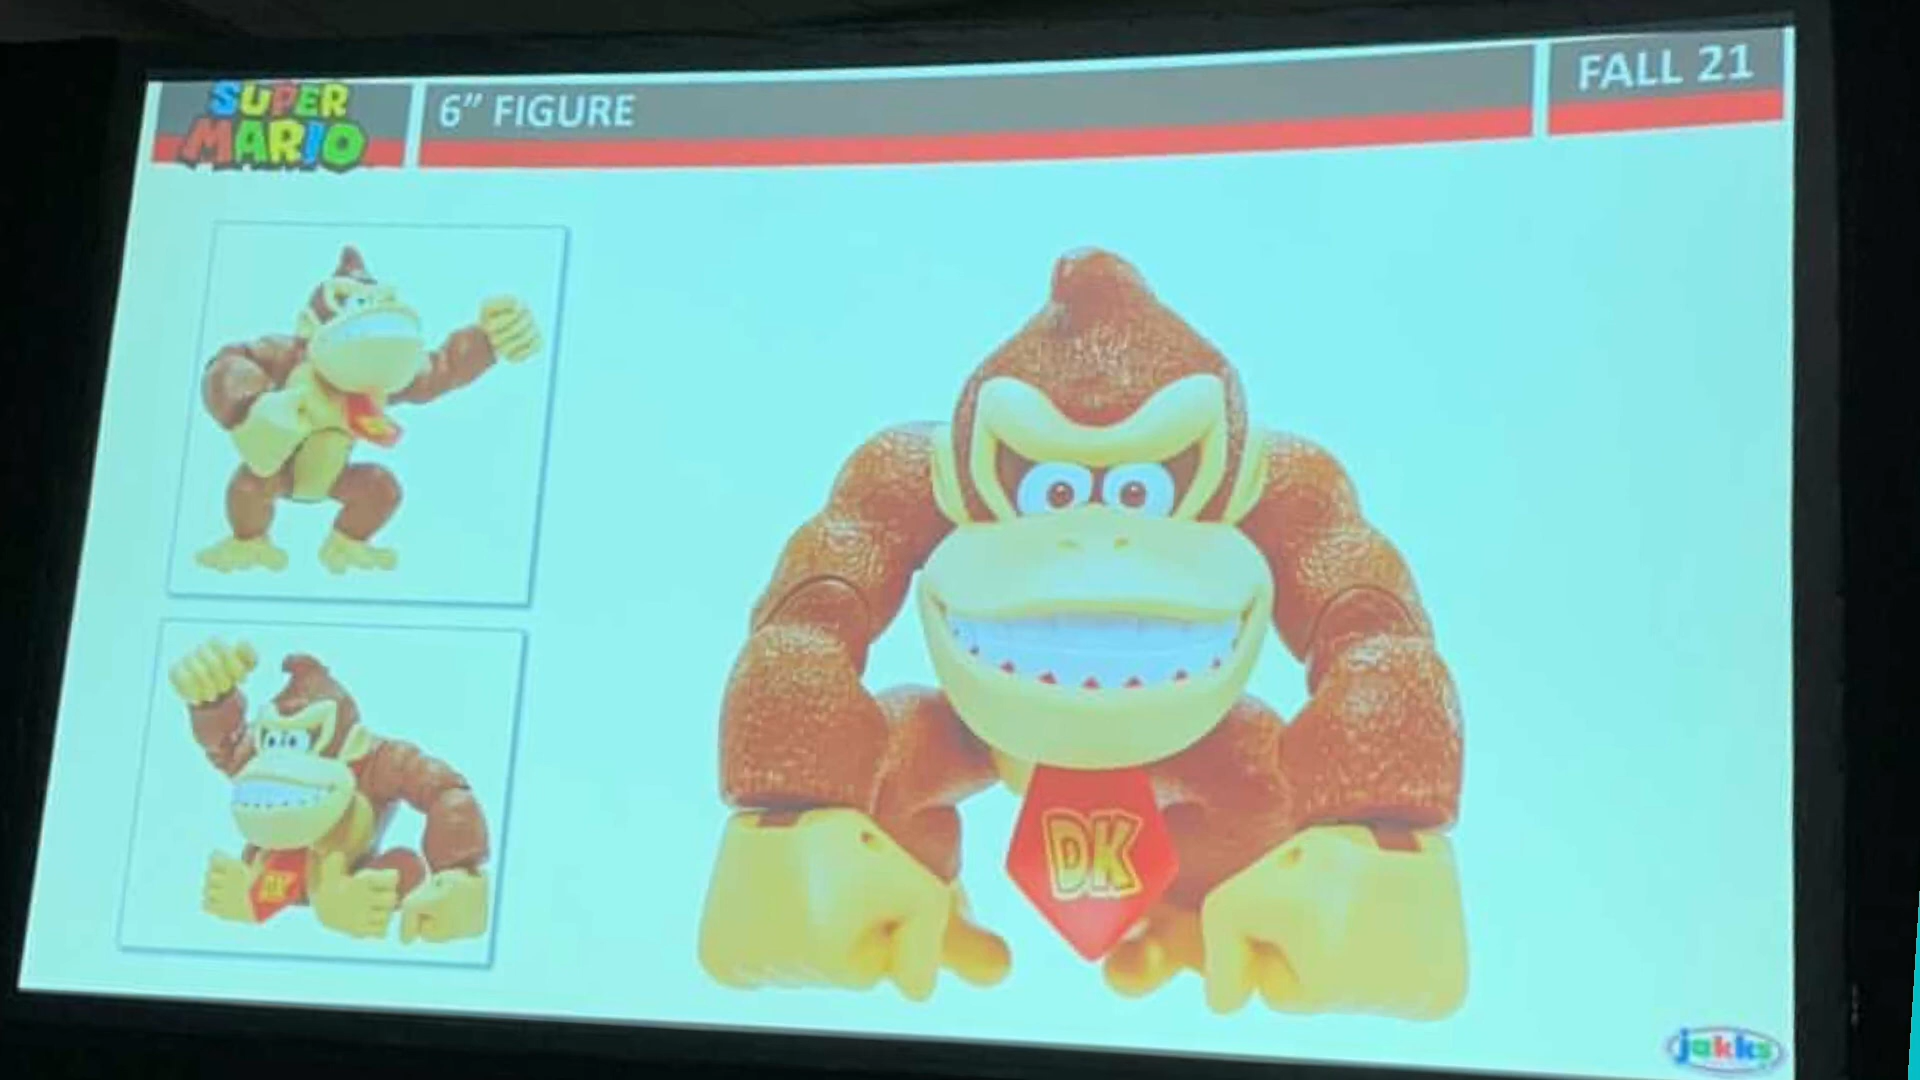 SUPER
MARIO
6” FIGURE
FALL 21
DK
DK
jakks